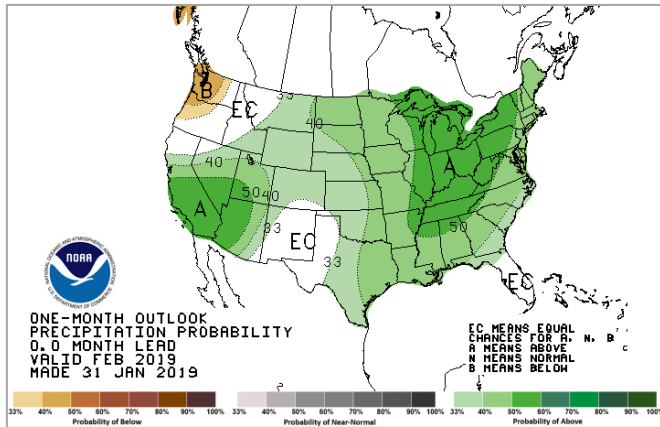 B
EC
33
40
40
A
50
40
A
33
EC
33
50
EC
NATIONAL OCEANIC AND ATMOSPHERIC ADMINISTRATION
NOAA
U.S. DEPARTMENT OF COMMERCE
ONE-MONTH OUTLOOK
PRECIPITATION PROBABILITY
0.0 MONTH LEAD
VALID FEB 2019
MADE 31 JAN 2019
EC MEANS EQUAL
CHANCES FOR A, N, B
A MEANS ABOVE
N MEANS NORMAL
B MEANS BELOW
33% 40% 50% 60% 70% 80% 90% 100%
Probability of Below
33% 40% 50% 60% 70% 80% 90% 100%
Probability of Near-Normal
33% 40% 50% 60% 70% 80% 90% 100%
Probability of Above